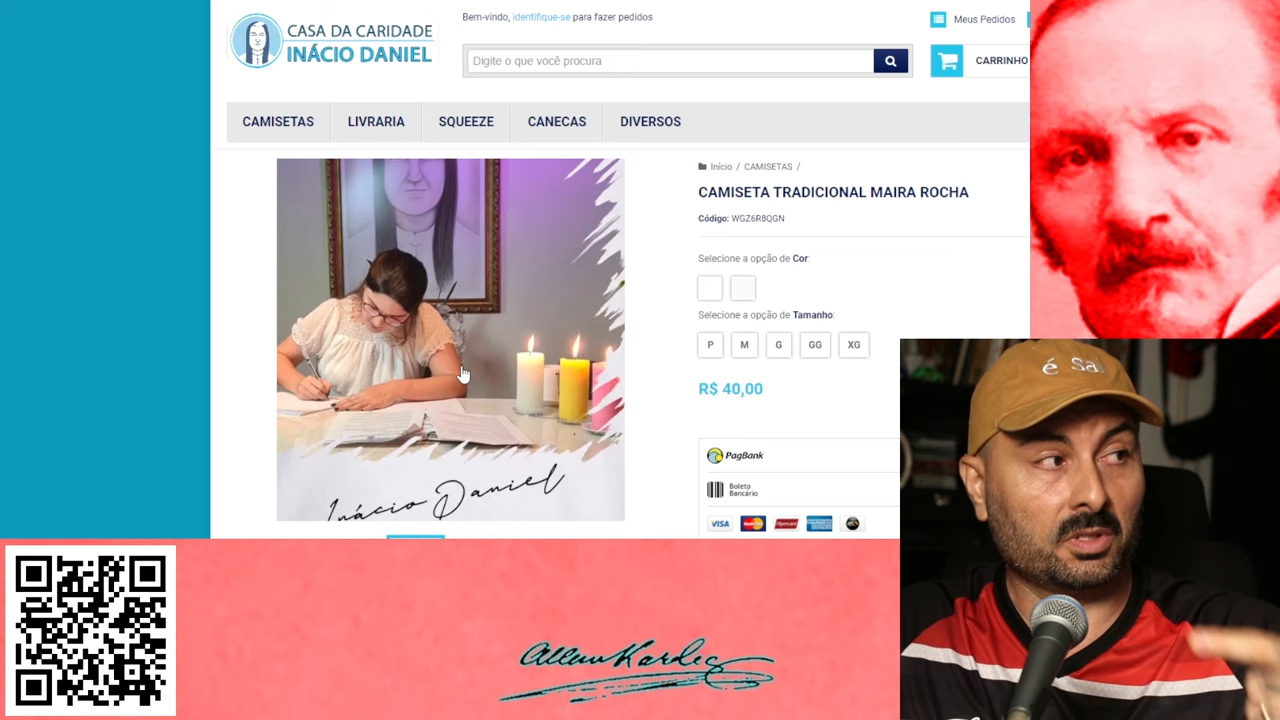 CASA DA CARIDADE
INÁCIO DANIEL
Bem-vindo, identifique-se para fazer pedidos
Meus Pedidos
Digite o que você procura
CARRINHO
CAMISETAS
LIVRARIA
SQUEEZE
CANECAS
DIVERSOS
Início / CAMISETAS /
CAMISETA TRADICIONAL MAIRA ROCHA
Código: WGZ6R8QGN
Selecione a opção de Cor:
Selecione a opção de Tamanho:
P M G GG XG
R$ 40,00
PagBank
Boleto
Bancário
VISA
Inácio Daniel
é sal
Allan Kardec